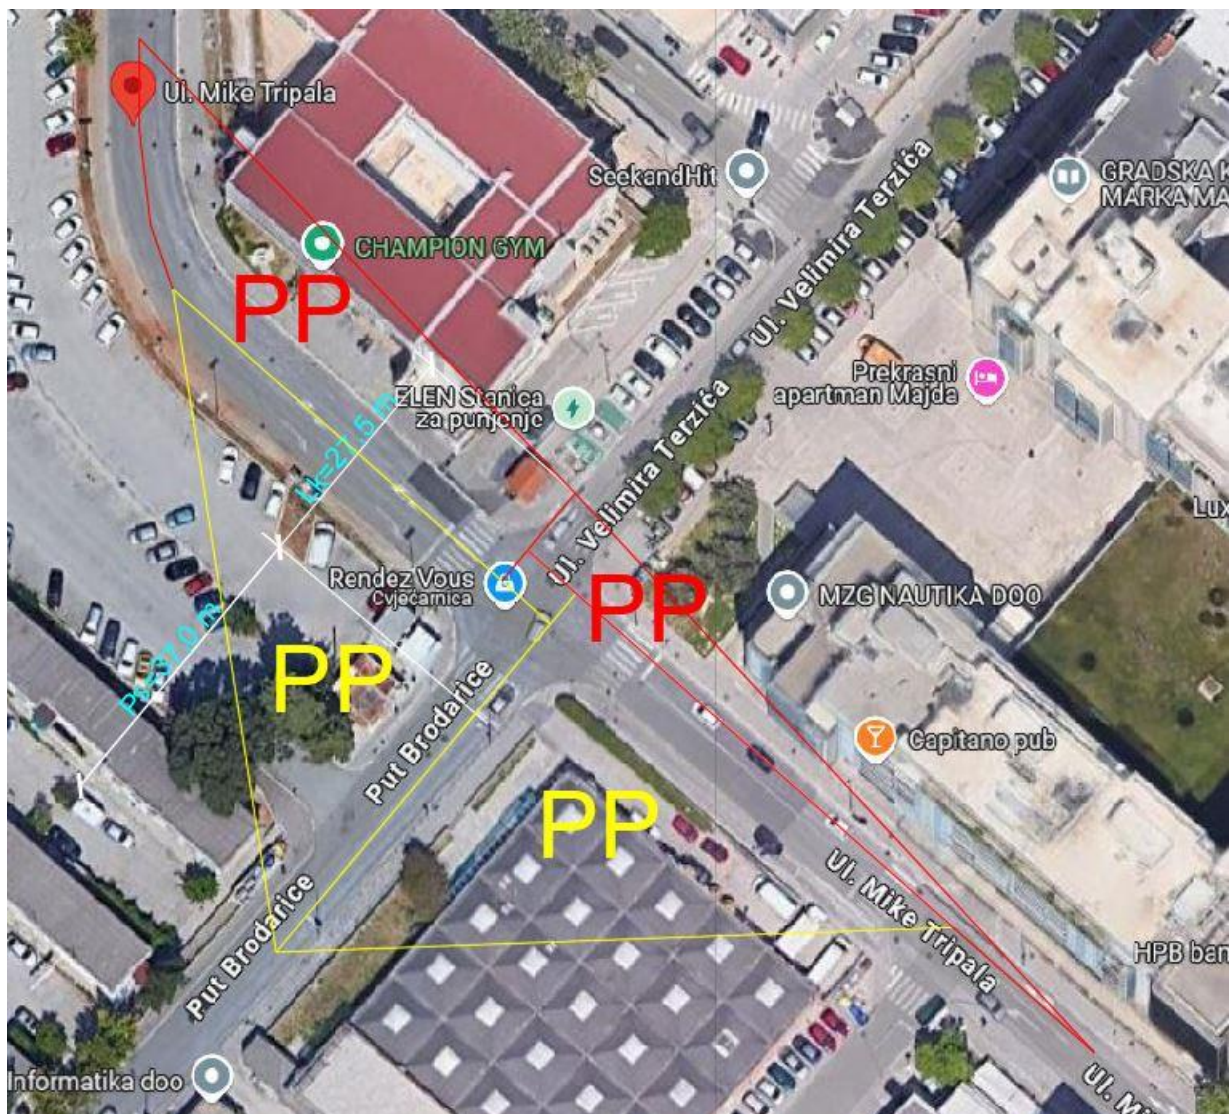 Ul. Mike Tripala
SeekandHit
GRADSKA K
MARKA MA
CHAMPION GYM
PP
Ul. Velimira Terzića
Prekrasni
apartman Majda
ELEN Stanica
za punjenje
Lk=27,5 m
Ul. Velimira Terzića
Lux
Rendez Vous
Cvjećarnica
PP
MZG NAUTIKA DOO
PP
Put Brodarice
Capitano pub
PP
Ul. Mike Tripala
Put Brodarice
HPB ban
Informatika doo
Ul. M